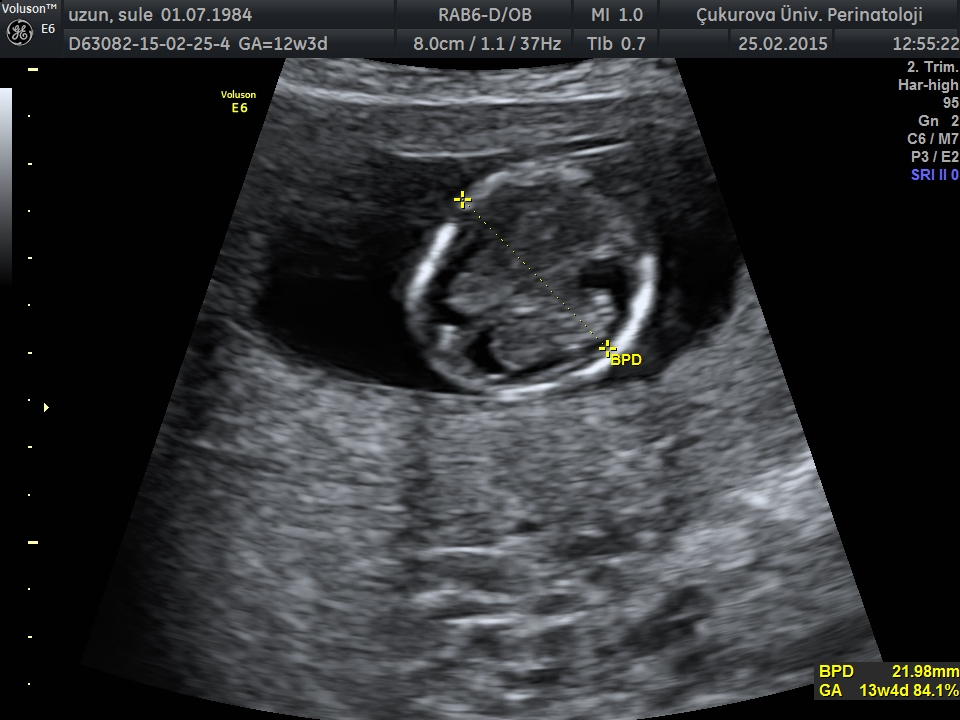 Voluson™
E6
uzun, sule 01.07.1984
RAB6-D/OB
MI 1.0
Çukurova Üniv. Perinatoloji
D63082-15-02-25-4 GA=12w3d
8.0cm / 1.1 / 37Hz
TIb 0.7
25.02.2015
12:55:22
2. Trim.
Har-high
95
Gn 2
C6 / M7
P3 / E2
SRI II 0
Voluson
E6
BPD
BPD 21.98mm
GA 13w4d 84.1%